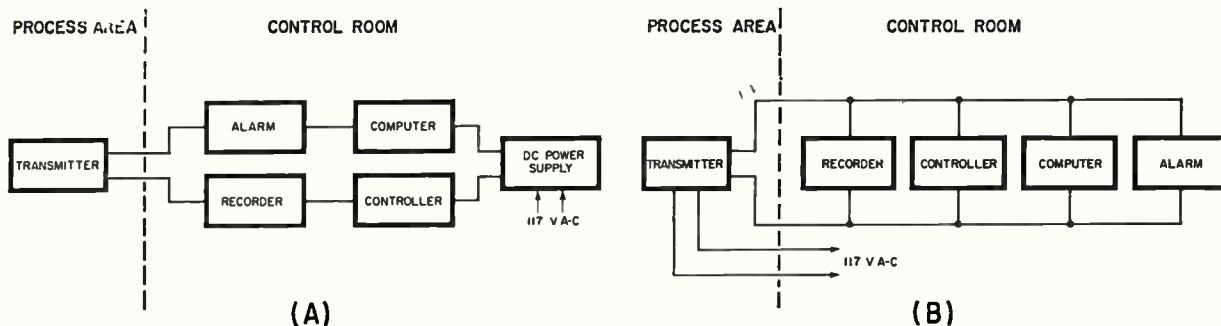 PROCESS AREA
CONTROL ROOM
ALARM
COMPUTER
TRANSMITTER
DC POWER
SUPPLY
RECORDER
CONTROLLER
117 V A-C
(A)
PROCESS AREA
CONTROL ROOM
TRANSMITTER
RECORDER
CONTROLLER
COMPUTER
ALARM
117 V A-C
(B)